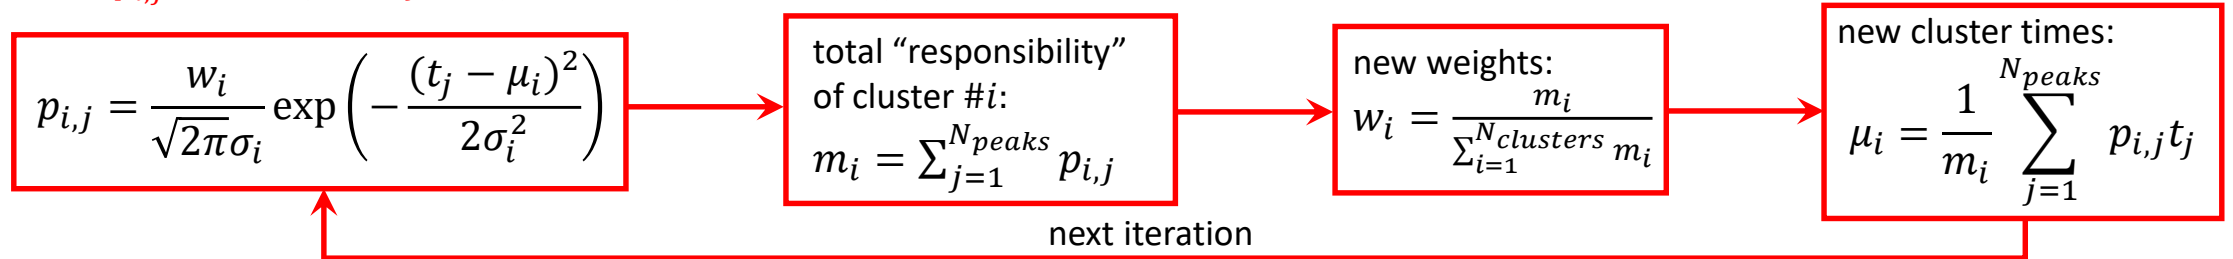 p_{i,j} = \frac{w_i}{\sqrt{2\pi}\sigma_i} \exp\left(-\frac{(t_j - \mu_i)^2}{2\sigma_i^2}\right)
total “responsibility”
of cluster #i:
m_i = \sum_{j=1}^{N_{peaks}} p_{i,j}
new weights:
w_i = \frac{m_i}{\sum_{i=1}^{N_{clusters}} m_i}
new cluster times:
\mu_i = \frac{1}{m_i} \sum_{j=1}^{N_{peaks}} p_{i,j} t_j
next iteration